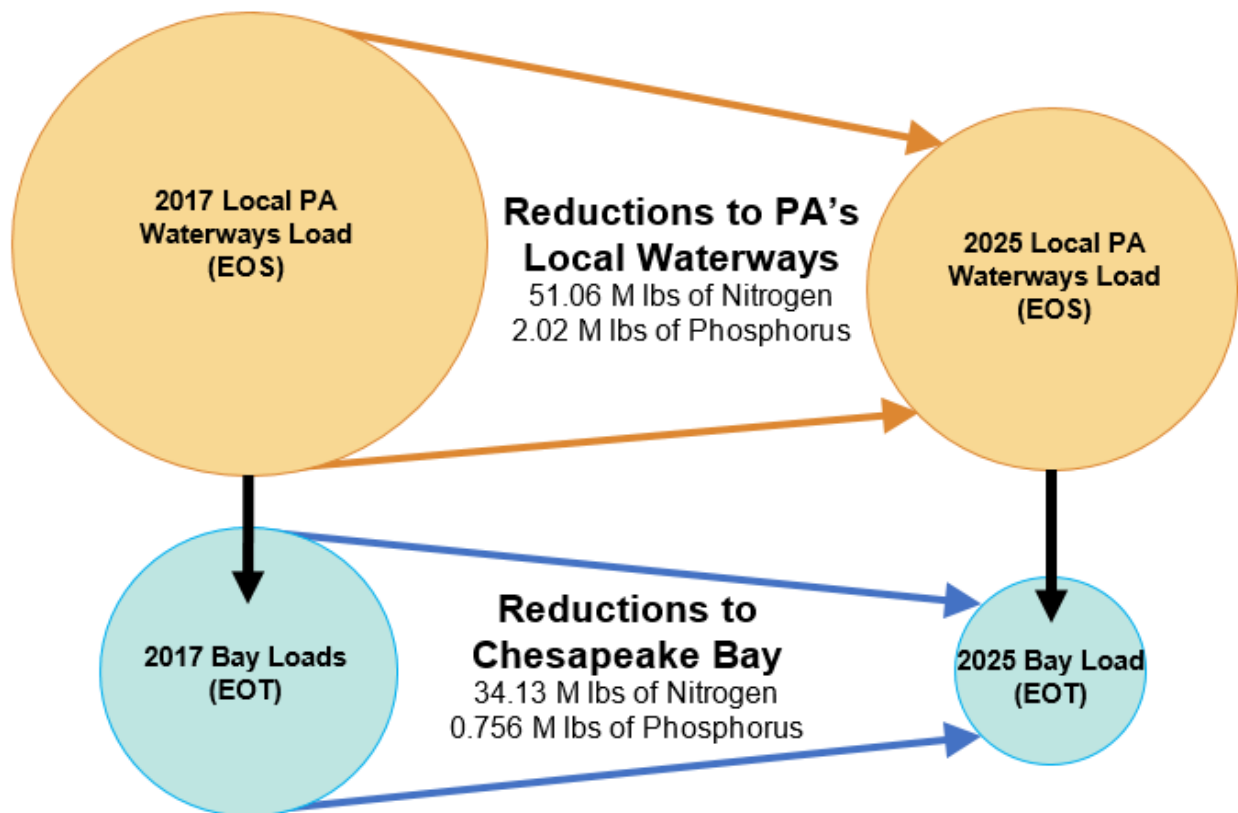 2017 Local PA
Waterways Load
(EOS)
Reductions to PA's
Local Waterways
51.06 M lbs of Nitrogen
2.02 M lbs of Phosphorus
2025 Local PA
Waterways Load
(EOS)
2017 Bay Loads
(EOT)
Reductions to
Chesapeake Bay
34.13 M lbs of Nitrogen
0.756 M lbs of Phosphorus
2025 Bay Load
(EOT)